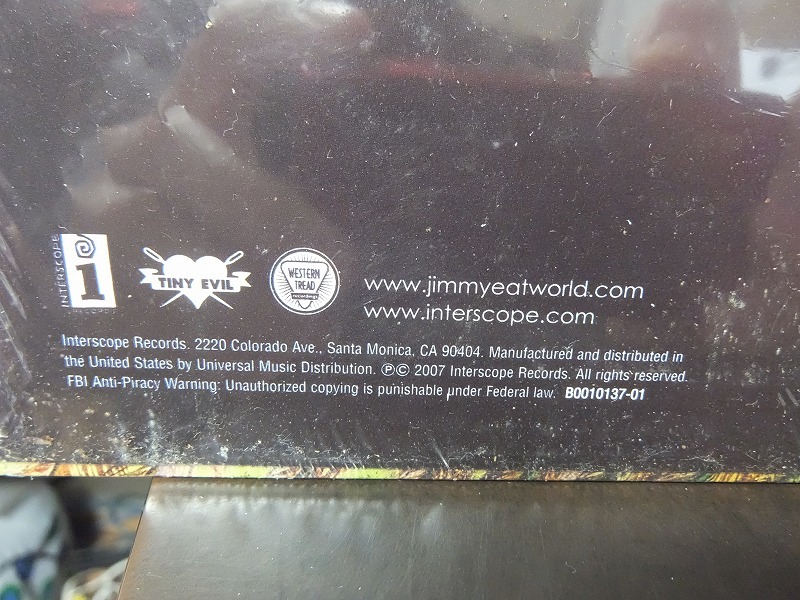 INTERSCOPE
i
RECORDS
TINY EVIL
WESTERN
TREAD
recordings
www.jimmyeatworld.com
www.interscope.com
Interscope Records. 2220 Colorado Ave., Santa Monica, CA 90404. Manufactured and distributed in
the United States by Universal Music Distribution. ℗© 2007 Interscope Records. All rights reserved.
FBI Anti-Piracy Warning: Unauthorized copying is punishable under Federal law. B0010137-01